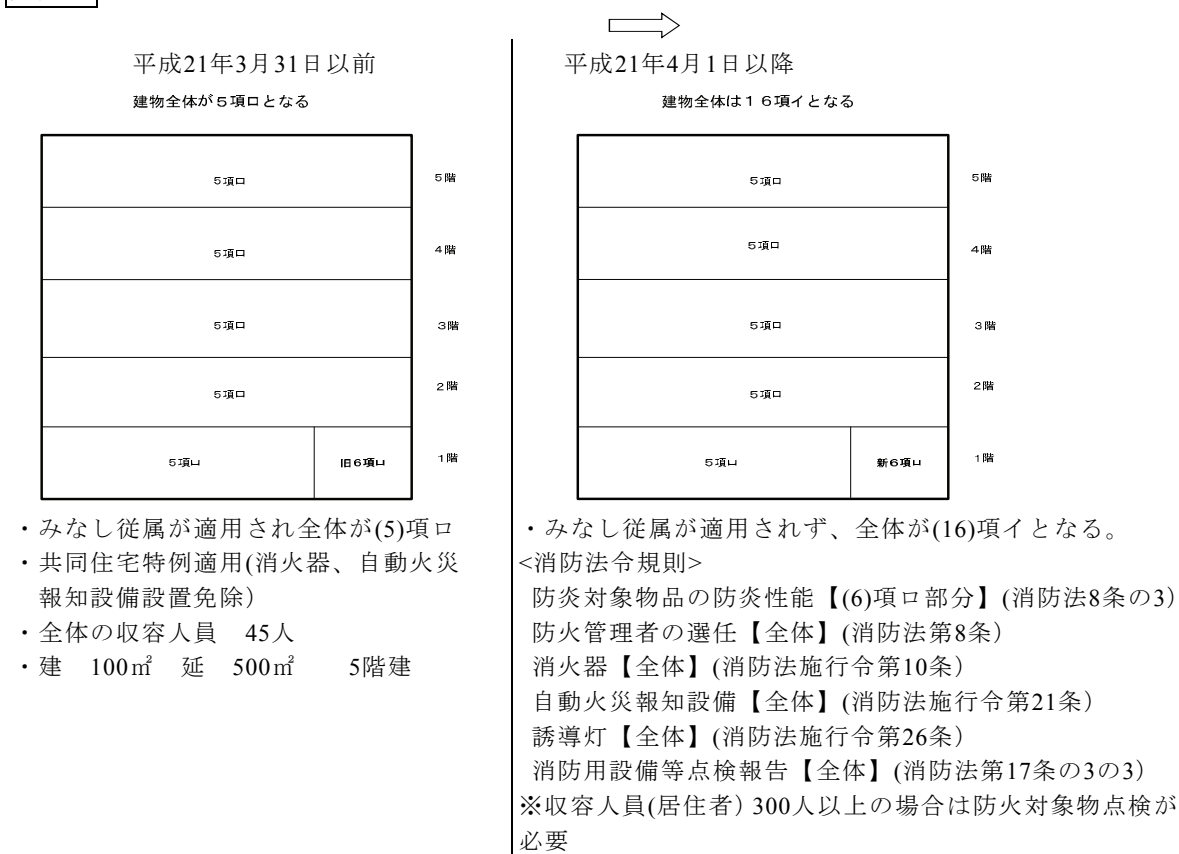 平成21年3月31日以前
建物全体が5項ロとなる
5項ロ 5階
5項ロ 4階
5項ロ 3階
5項ロ 2階
5項ロ 旧6項ロ 1階
・みなし従属が適用され全体が(5)項ロ
・共同住宅特例適用(消火器、自動火災
報知設備設置免除)
・全体の収容人員 45人
・建 100㎡ 延 500㎡ 5階建
平成21年4月1日以降
建物全体は16項イとなる
5項ロ 5階
5項ロ 4階
5項ロ 3階
5項ロ 2階
5項ロ 新6項ロ 1階
・みなし従属が適用されず、全体が(16)項イとなる。
<消防法令規則>
防炎対象物品の防炎性能【(6)項ロ部分】(消防法8条の3)
防火管理者の選任【全体】(消防法第8条)
消火器【全体】(消防法施行令第10条)
自動火災報知設備【全体】(消防法施行令第21条)
誘導灯【全体】(消防法施行令第26条)
消防用設備等点検報告【全体】(消防法第17条の3の3)
※収容人員(居住者)300人以上の場合は防火対象物点検が
必要